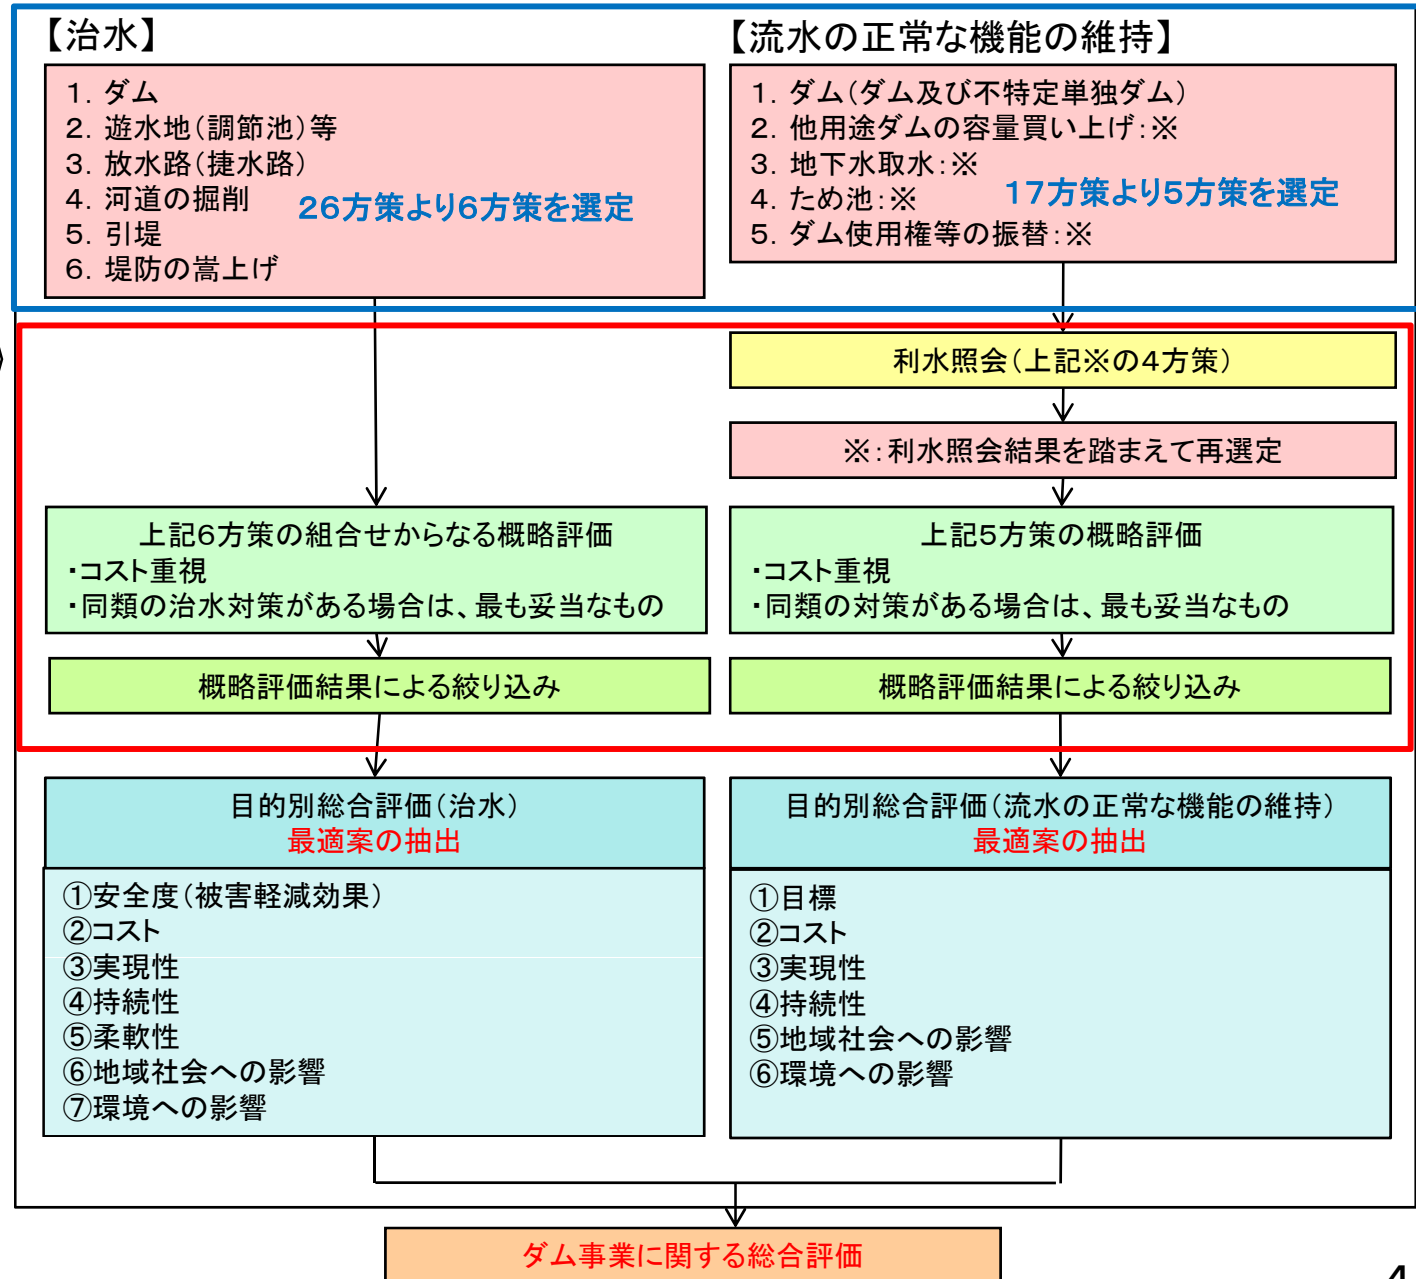 【治水】
1．ダム
2．遊水地(調節池)等
3．放水路(捷水路)
4．河道の掘削
5．引堤
6．堤防の嵩上げ
26方策より6方策を選定
【流水の正常な機能の維持】
1．ダム(ダム及び不特定単独ダム)
2．他用途ダムの容量買い上げ：※
3．地下水取水：※
4．ため池：※
5．ダム使用権等の振替：※
17方策より5方策を選定
利水照会(上記※の4方策)
※：利水照会結果を踏まえて再選定
上記6方策の組合せからなる概略評価
・コスト重視
・同類の治水対策がある場合は、最も妥当なもの
上記5方策の概略評価
・コスト重視
・同類の対策がある場合は、最も妥当なもの
概略評価結果による絞り込み
概略評価結果による絞り込み
目的別総合評価(治水)
最適案の抽出
①安全度(被害軽減効果)
②コスト
③実現性
④持続性
⑤柔軟性
⑥地域社会への影響
⑦環境への影響
目的別総合評価(流水の正常な機能の維持)
最適案の抽出
①目標
②コスト
③実現性
④持続性
⑤地域社会への影響
⑥環境への影響
ダム事業に関する総合評価
4